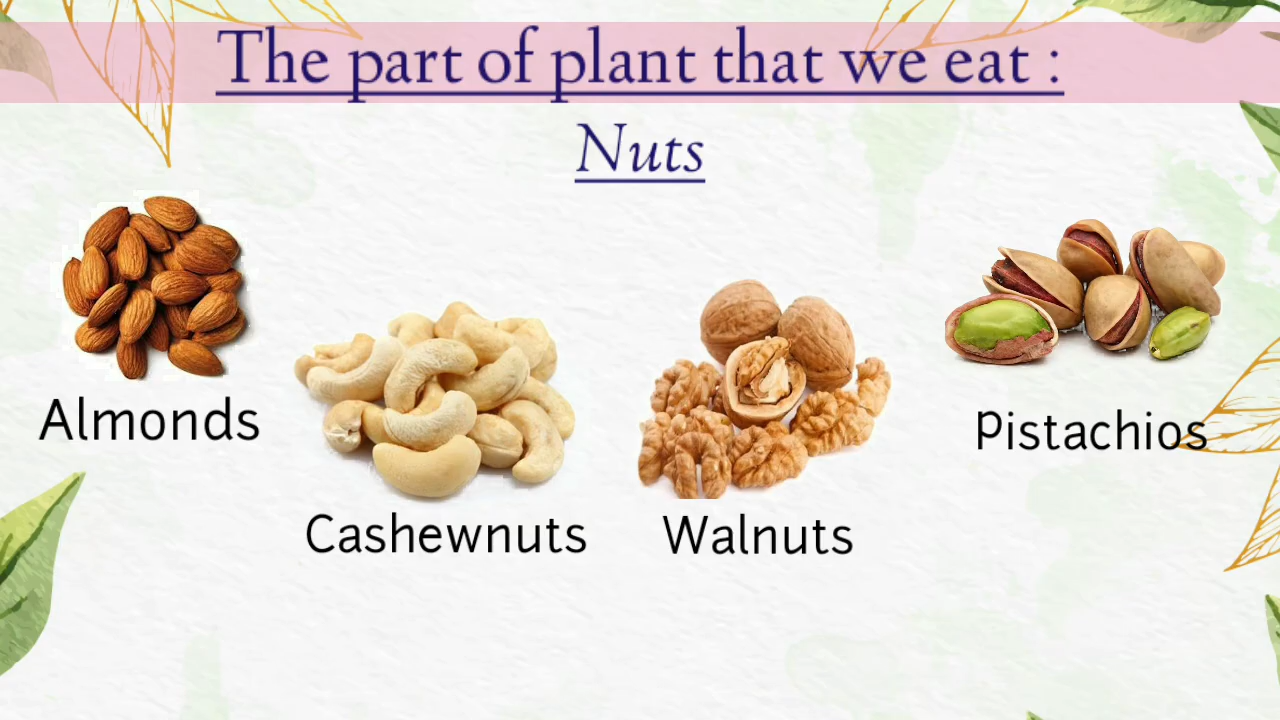 The part of plant that we eat :
Nuts
Almonds
Cashewnuts
Walnuts
Pistachios